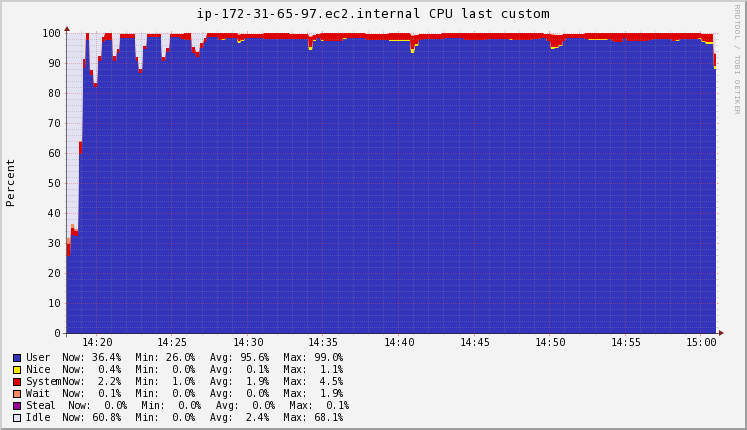 ip-172-31-65-97.ec2.internal CPU last custom
RRDTOOL / TOBI OETIKER
Percent
100
90
80
70
60
50
40
30
20
10
0
14:20 14:25 14:30 14:35 14:40 14:45 14:50 14:55 15:00
User Now: 36.4% Min: 26.0% Avg: 95.6% Max: 99.0%
Nice Now: 0.4% Min: 0.0% Avg: 0.1% Max: 1.1%
System Now: 2.2% Min: 1.0% Avg: 1.9% Max: 4.5%
Wait Now: 0.1% Min: 0.0% Avg: 0.0% Max: 1.9%
Steal Now: 0.0% Min: 0.0% Avg: 0.0% Max: 0.1%
Idle Now: 60.8% Min: 0.0% Avg: 2.4% Max: 68.1%